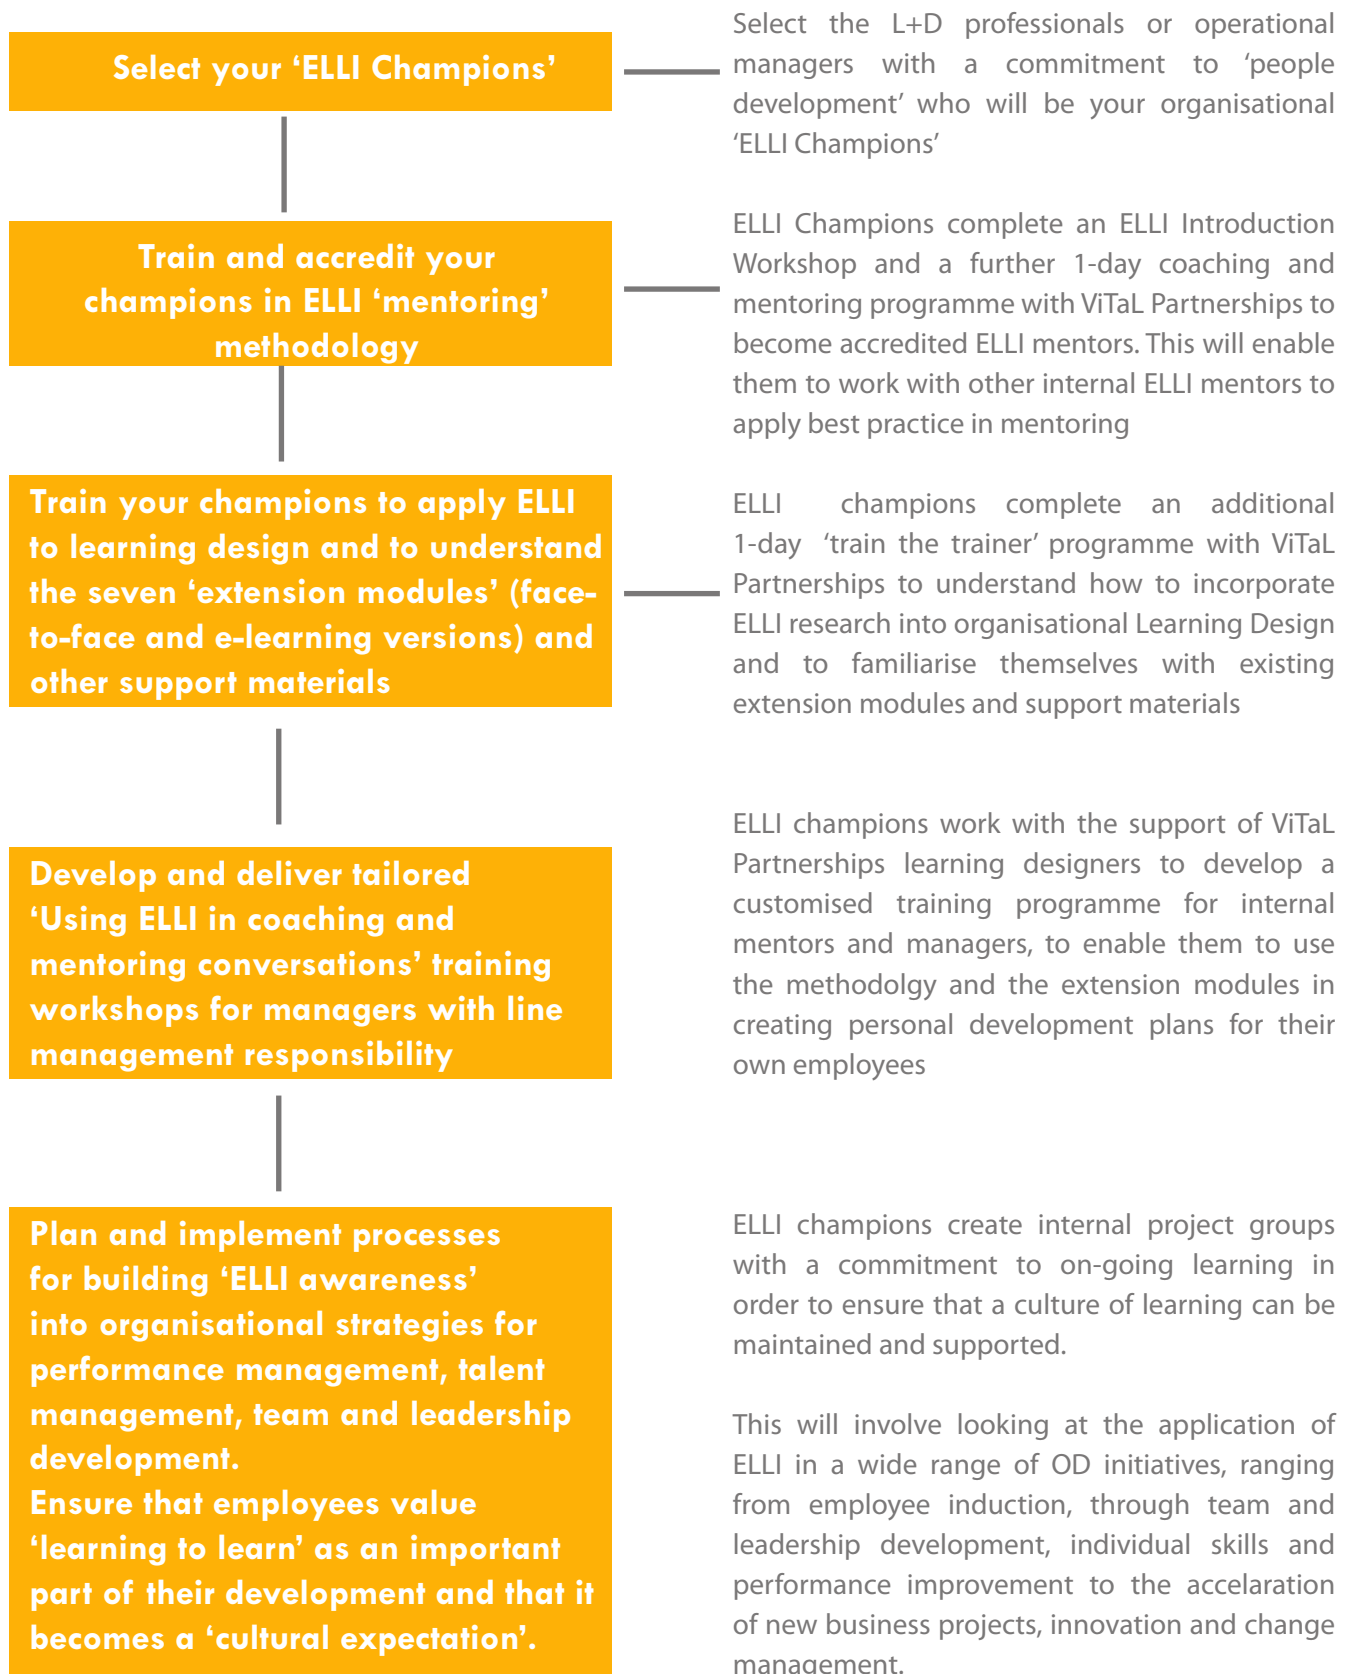 Select your ‘ELLI Champions’
Select the L+D professionals or operational
managers with a commitment to ‘people
development’ who will be your organisational
‘ELLI Champions’
Train and accredit your
champions in ELLI ‘mentoring’
methodology
ELLI Champions complete an ELLI Introduction
Workshop and a further 1-day coaching and
mentoring programme with ViTaL Partnerships to
become accredited ELLI mentors. This will enable
them to work with other internal ELLI mentors to
apply best practice in mentoring
Train your champions to apply ELLI
to learning design and to understand
the seven ‘extension modules’ (face-
to-face and e-learning versions) and
other support materials
ELLI champions complete an additional
1-day ‘train the trainer’ programme with ViTaL
Partnerships to understand how to incorporate
ELLI research into organisational Learning Design
and to familiarise themselves with existing
extension modules and support materials
Develop and deliver tailored
‘Using ELLI in coaching and
mentoring conversations’ training
workshops for managers with line
management responsibility
ELLI champions work with the support of ViTaL
Partnerships learning designers to develop a
customised training programme for internal
mentors and managers, to enable them to use
the methodolgy and the extension modules in
creating personal development plans for their
own employees
Plan and implement processes
for building ‘ELLI awareness’
into organisational strategies for
performance management, talent
management, team and leadership
development.
Ensure that employees value
‘learning to learn’ as an important
part of their development and that it
becomes a ‘cultural expectation’.
ELLI champions create internal project groups
with a commitment to on-going learning in
order to ensure that a culture of learning can be
maintained and supported.
This will involve looking at the application of
ELLI in a wide range of OD initiatives, ranging
from employee induction, through team and
leadership development, individual skills and
performance improvement to the accelaration
of new business projects, innovation and change
management.